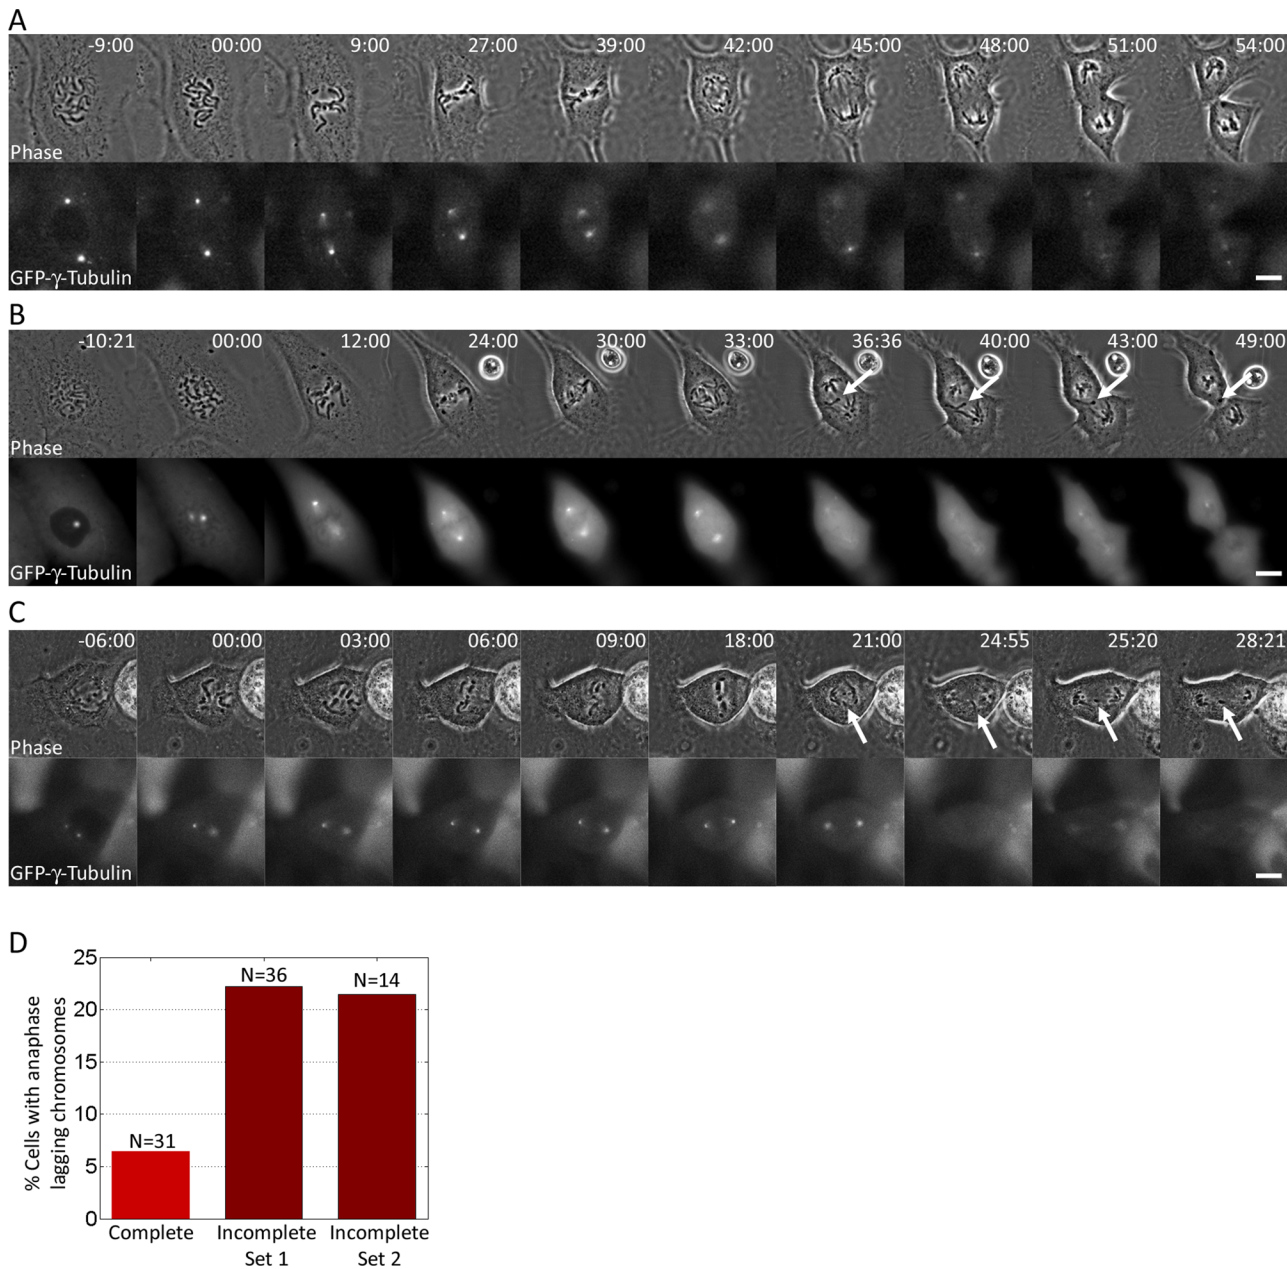 A
-9:00 00:00 9:00 27:00 39:00 42:00 45:00 48:00 51:00 54:00
Phase
GFP-γ-Tubulin
B
-10:21 00:00 12:00 24:00 30:00 33:00 36:36 40:00 43:00 49:00
Phase
GFP-γ-Tubulin
C
-06:00 00:00 03:00 06:00 09:00 18:00 21:00 24:55 25:20 28:21
Phase
GFP-γ-Tubulin
D
% Cells with anaphase
lagging chromosomes
25
20
15
10
5
0
N=31
N=36
N=14
Complete
Incomplete
Set 1
Incomplete
Set 2